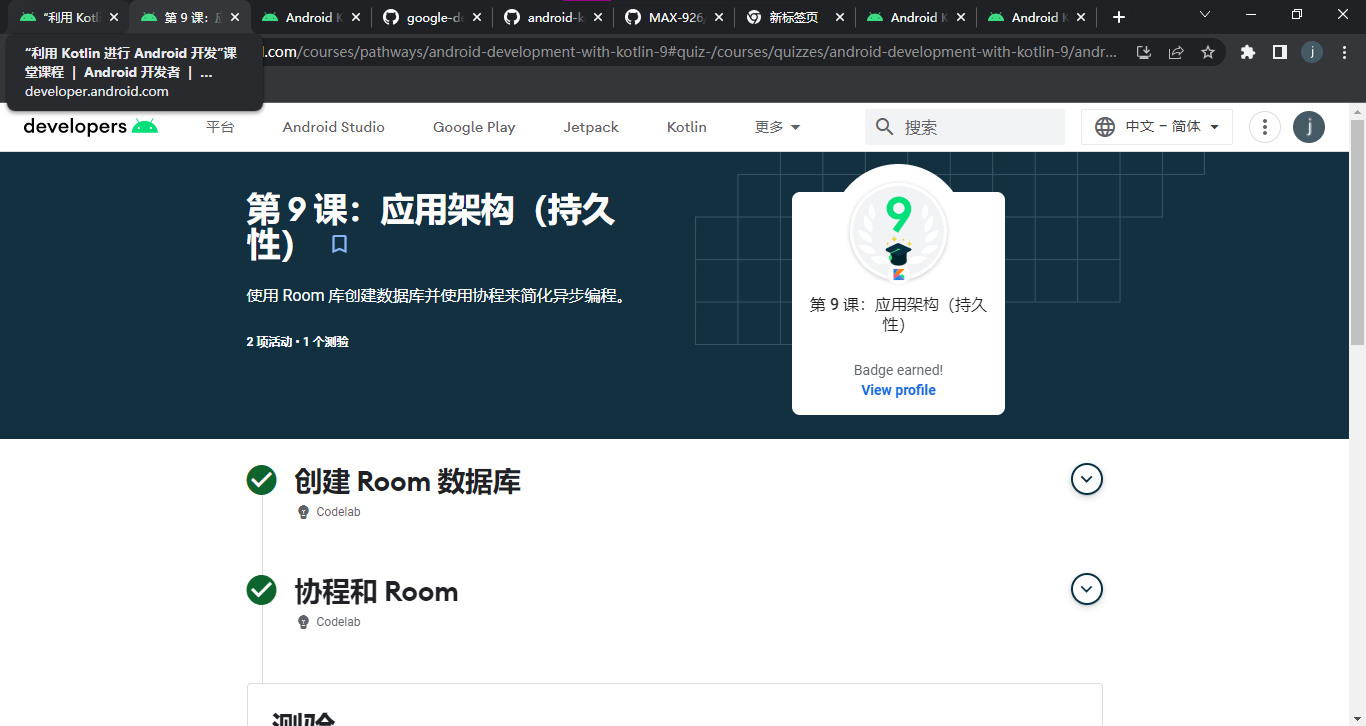 “利用 Kotl
第 9 课：
Android K
google-de
android-k
MAX-926
新标签页
Android K
Android K
“利用 Kotlin 进行 Android 开发”课
堂课程 | Android 开发者 | ...
developer.android.com
.com/courses/pathways/android-development-with-kotlin-9#quiz-/courses/quizzes/android-development-with-kotlin-9/andr...
j
developers
平台
Android Studio
Google Play
Jetpack
Kotlin
更多
搜索
中文 – 简体
j
第 9 课：应用架构（持久
性）
使用 Room 库创建数据库并使用协程来简化异步编程。
2 项活动 • 1 个测验
9
第 9 课：应用架构（持久
性）
Badge earned!
View profile
创建 Room 数据库
Codelab
协程和 Room
Codelab
测验